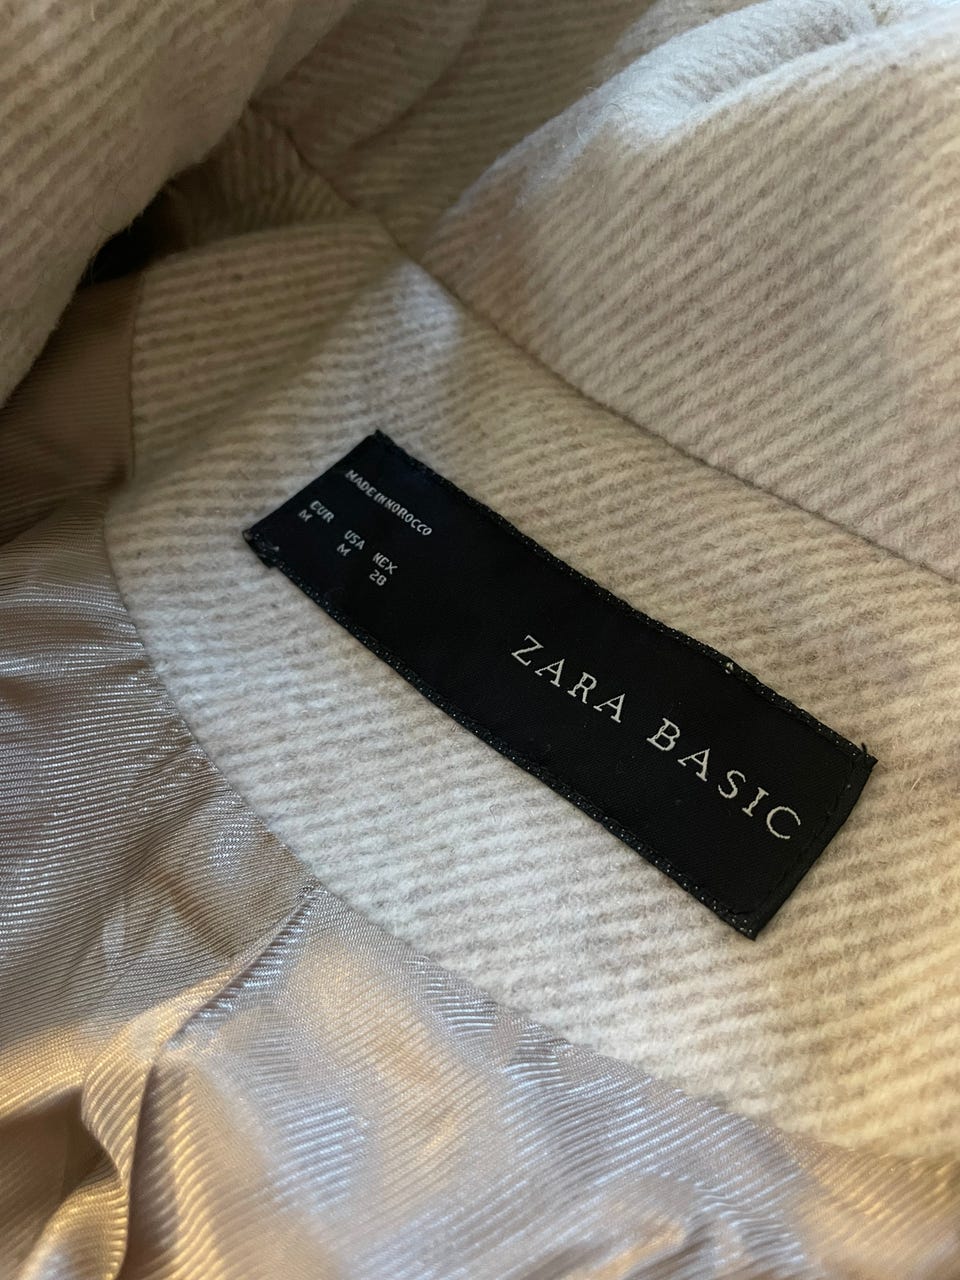 MADE IN MOROCCO
EUR USA MEX
M M 28
ZARA BASIC